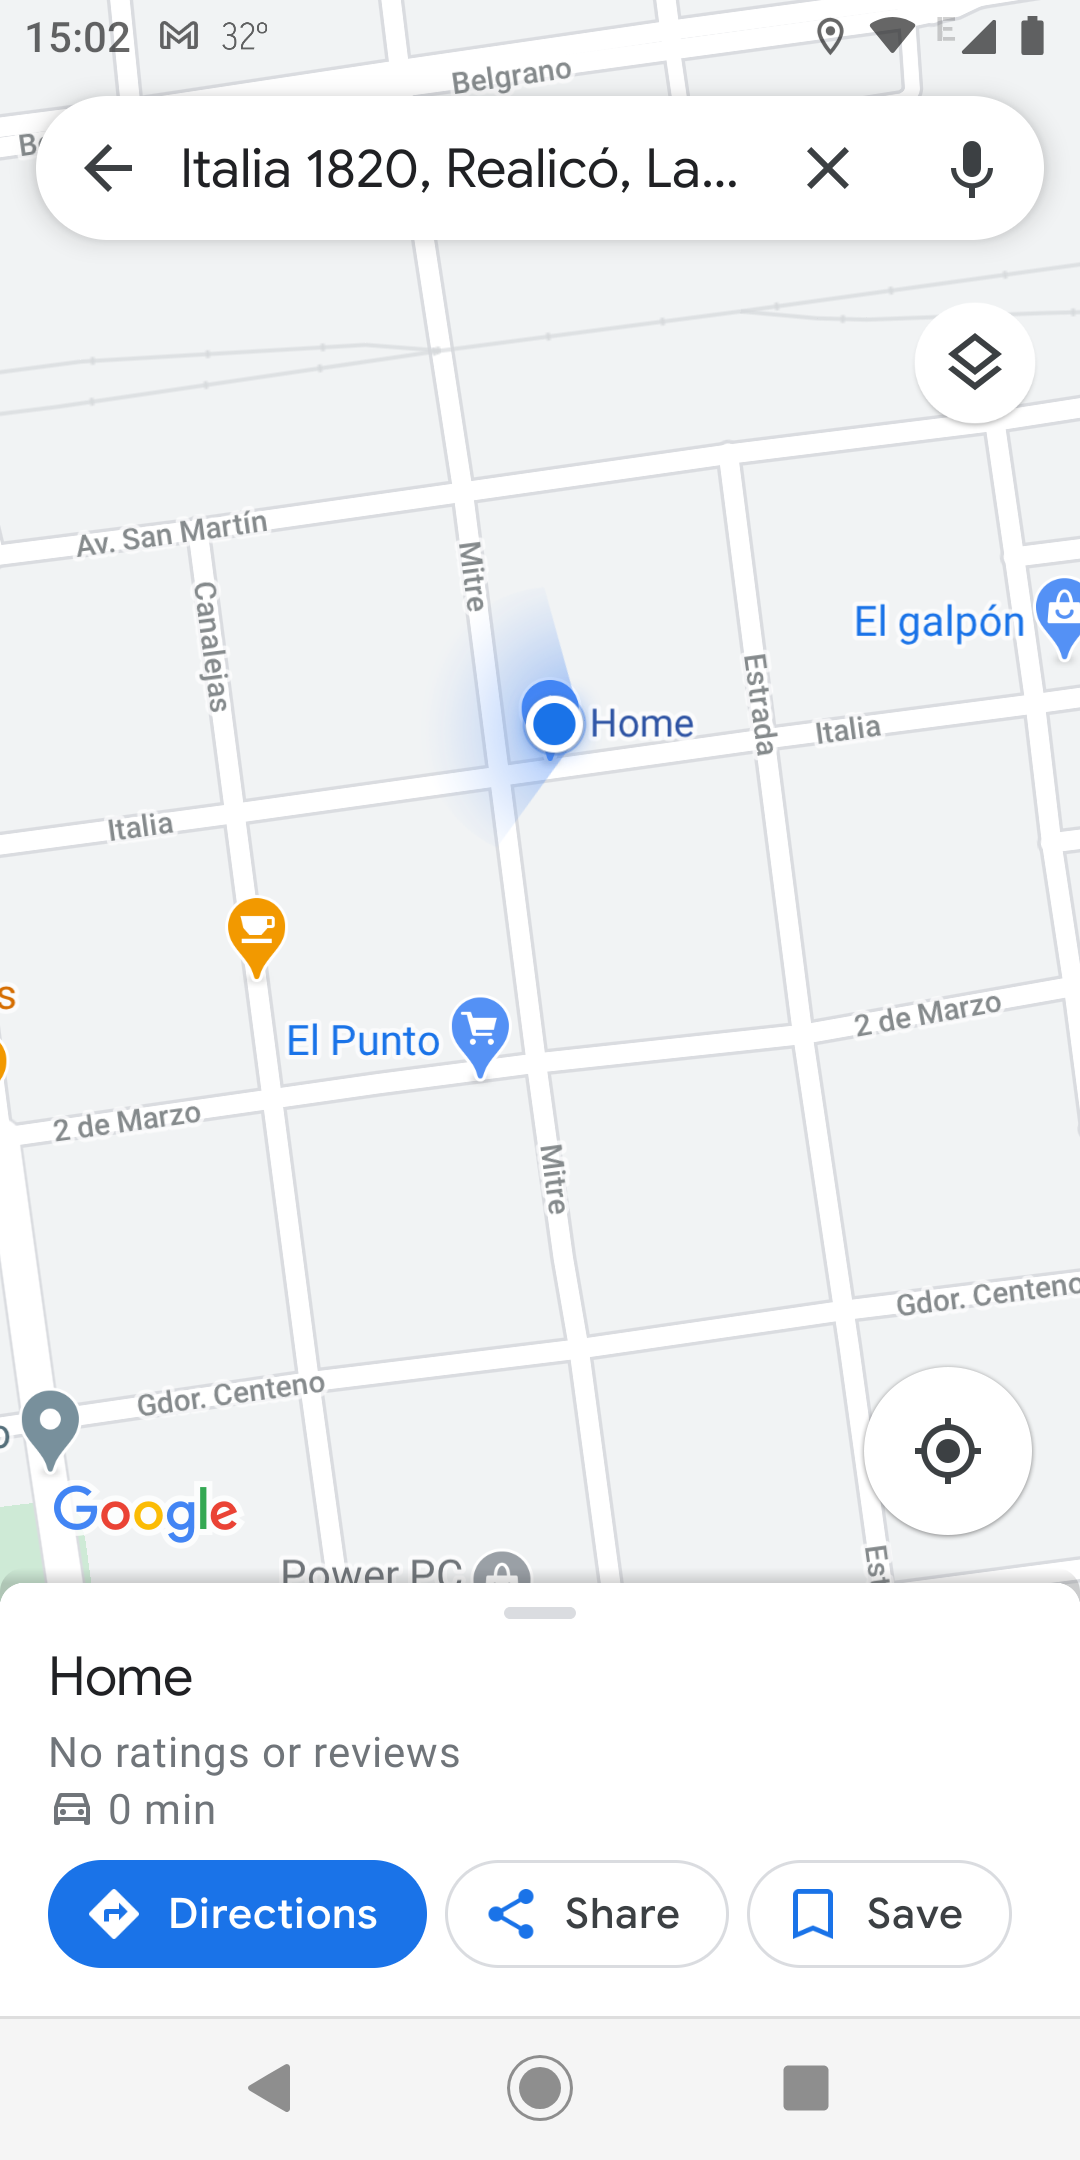 15:02 32° E
Belgrano
Italia 1820, Realicó, La...
Av. San Martín
Mitre
Canalejas
El galpón
Estrada
Home
Italia
Italia
s
El Punto
2 de Marzo
2 de Marzo
Mitre
Gdor. Centeno
Gdor. Centeno
o
Google
Est
Power PC
Home
No ratings or reviews
0 min
Directions Share Save